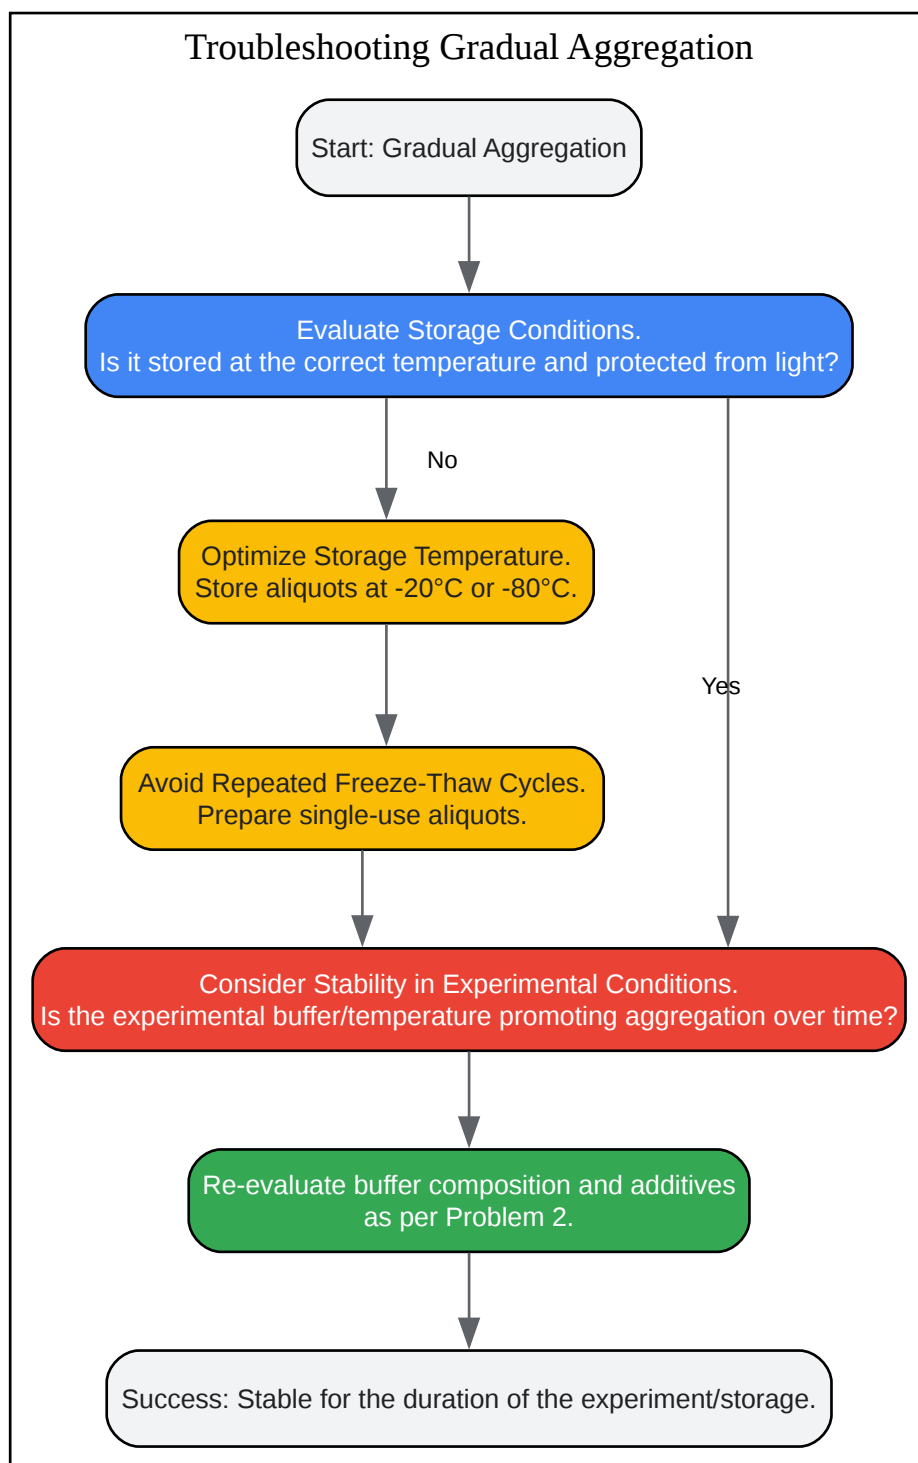 Troubleshooting Gradual Aggregation
Start: Gradual Aggregation
Evaluate Storage Conditions.
Is it stored at the correct temperature and protected from light?
No
Optimize Storage Temperature.
Store aliquots at -20°C or -80°C.
Yes
Avoid Repeated Freeze-Thaw Cycles.
Prepare single-use aliquots.
Consider Stability in Experimental Conditions.
Is the experimental buffer/temperature promoting aggregation over time?
Re-evaluate buffer composition and additives
as per Problem 2.
Success: Stable for the duration of the experiment/storage.